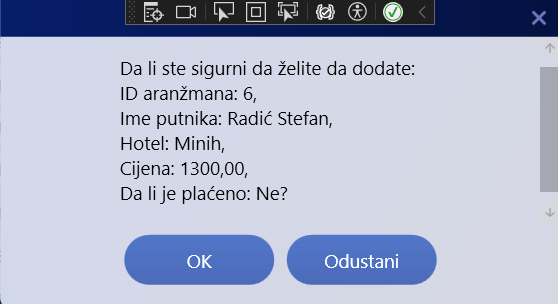 Da li ste sigurni da želite da dodate:
ID aranžmana: 6,
Ime putnika: Radić Stefan,
Hotel: Minih,
Cijena: 1300,00,
Da li je plaćeno: Ne?
OK
Odustani